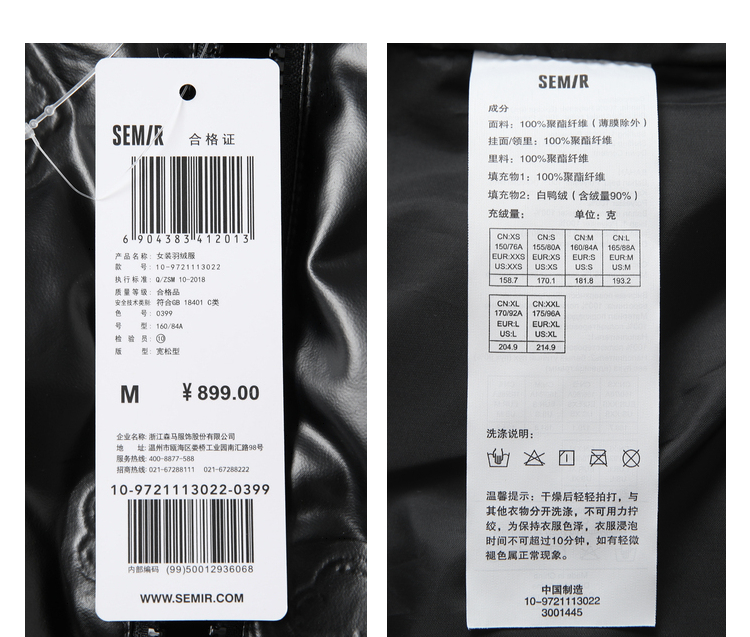 SEMIR 合格证
6 904383 412013
产品名称: 女装羽绒服
款 号: 10-9721113022
执行标准: Q/ZSM 10-2018
质量等级: 合格品
安全技术类别: 符合GB 18401 C类
色 号: 0399
号 型: 160/84A
检 验 员: ⑩
版 型: 宽松型
M ¥899.00
企业名称: 浙江森马服饰股份有限公司
地 址: 温州市瓯海区娄桥工业园南汇路98号
服务热线: 400-8877-588
招商热线: 021-67288111 021-67288222
10-9721113022-0399
内部编码 (99)50012936068
WWW.SEMIR.COM
SEMIR
成分
面料: 100%聚酯纤维(薄膜除外)
挂面/领里: 100%聚酯纤维
里料: 100%聚酯纤维
填充物1: 100%聚酯纤维
填充物2: 白鸭绒(含绒量90%)
充绒量: 单位: 克
CN:XS CN:S CN:M CN:L
150/76A 155/80A 160/84A 165/88A
EUR:XXS EUR:XS EUR:S EUR:M
US:XXS US:XS US:S US:M
158.7 170.1 181.8 193.2
CN:XL CN:XXL
170/92A 175/96A
EUR:L EUR:XL
US:L US:XL
204.9 214.9
洗涤说明:
温馨提示: 干燥后轻轻拍打, 与
其他衣物分开洗涤, 不可用力拧
绞, 为保持衣服色泽, 衣服浸泡
时间不可超过10分钟, 如有轻微
褪色属正常现象。
中国制造
10-9721113022
3001445